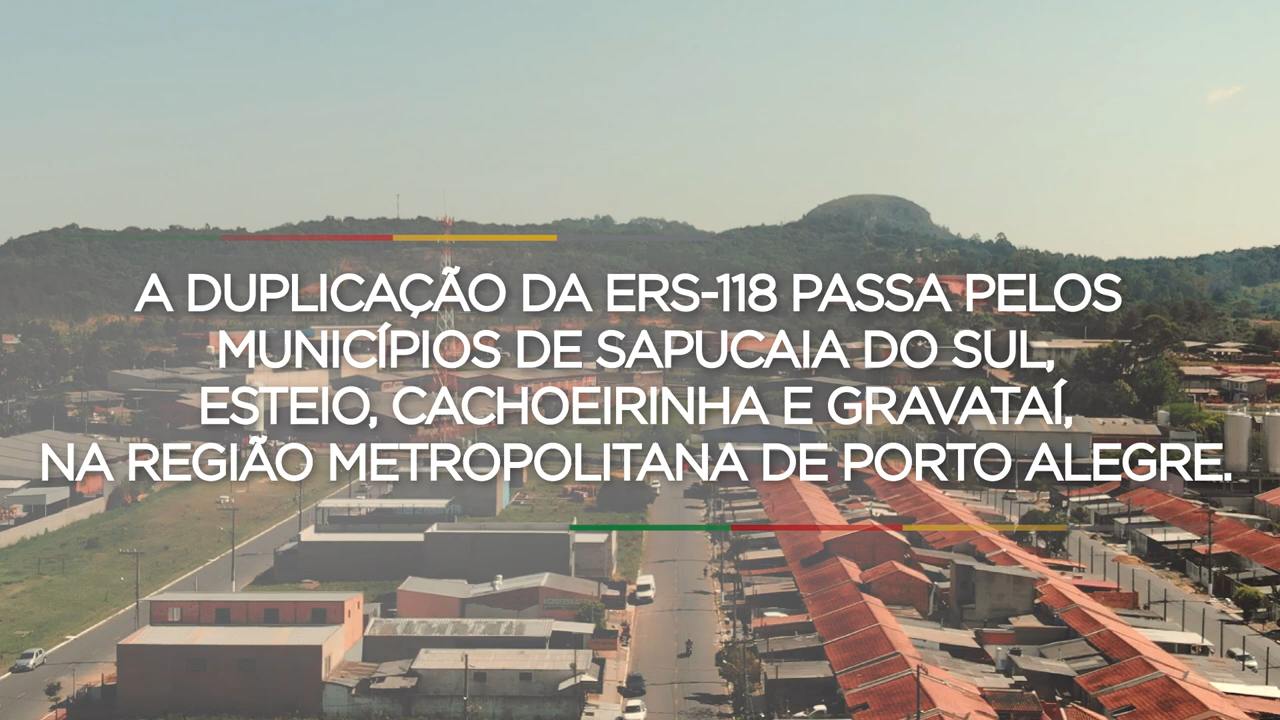 A DUPLICAÇÃO DA ERS-118 PASSA PELOS
MUNICÍPIOS DE SAPUCAIA DO SUL,
ESTEIO, CACHOEIRINHA E GRAVATAÍ,
NA REGIÃO METROPOLITANA DE PORTO ALEGRE.